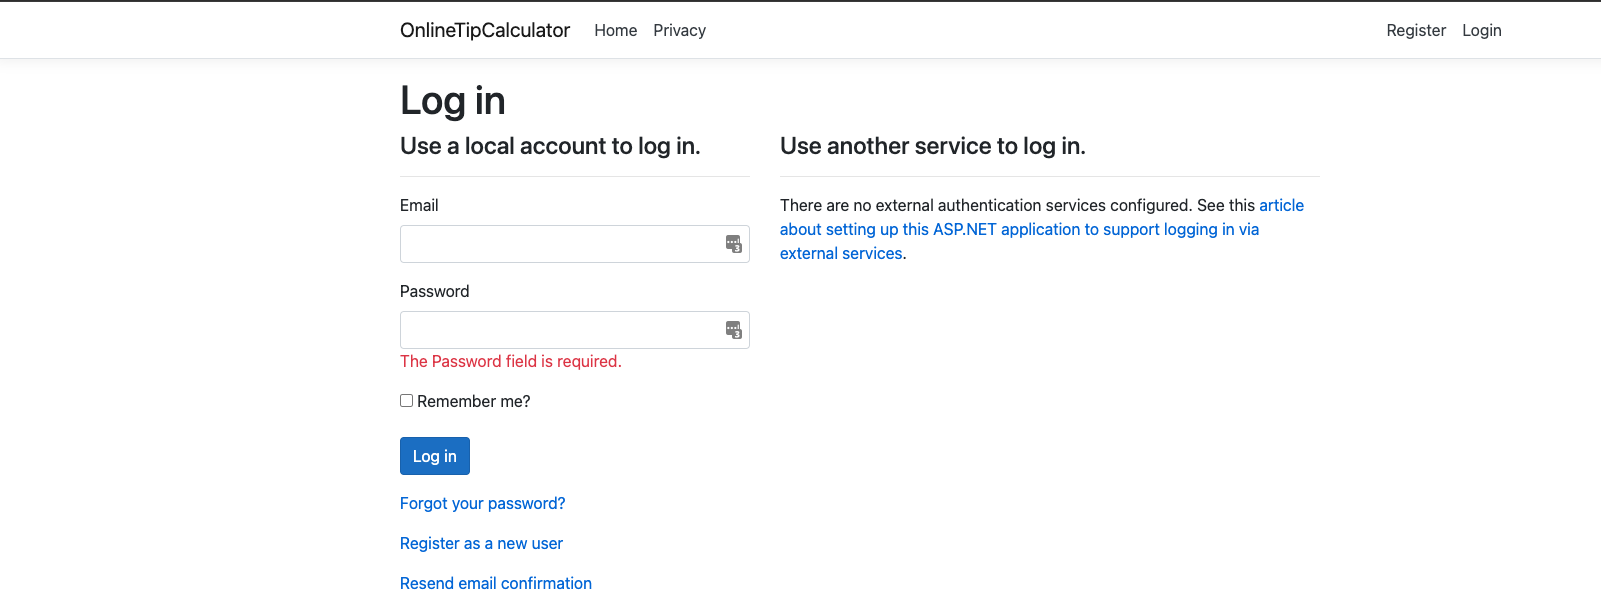 OnlineTipCalculator Home Privacy Register Login
Log in
Use a local account to log in.
Email
3
Password
3
The Password field is required.
Remember me?
Log in
Forgot your password?
Register as a new user
Resend email confirmation
Use another service to log in.
There are no external authentication services configured. See this article
about setting up this ASP.NET application to support logging in via
external services.